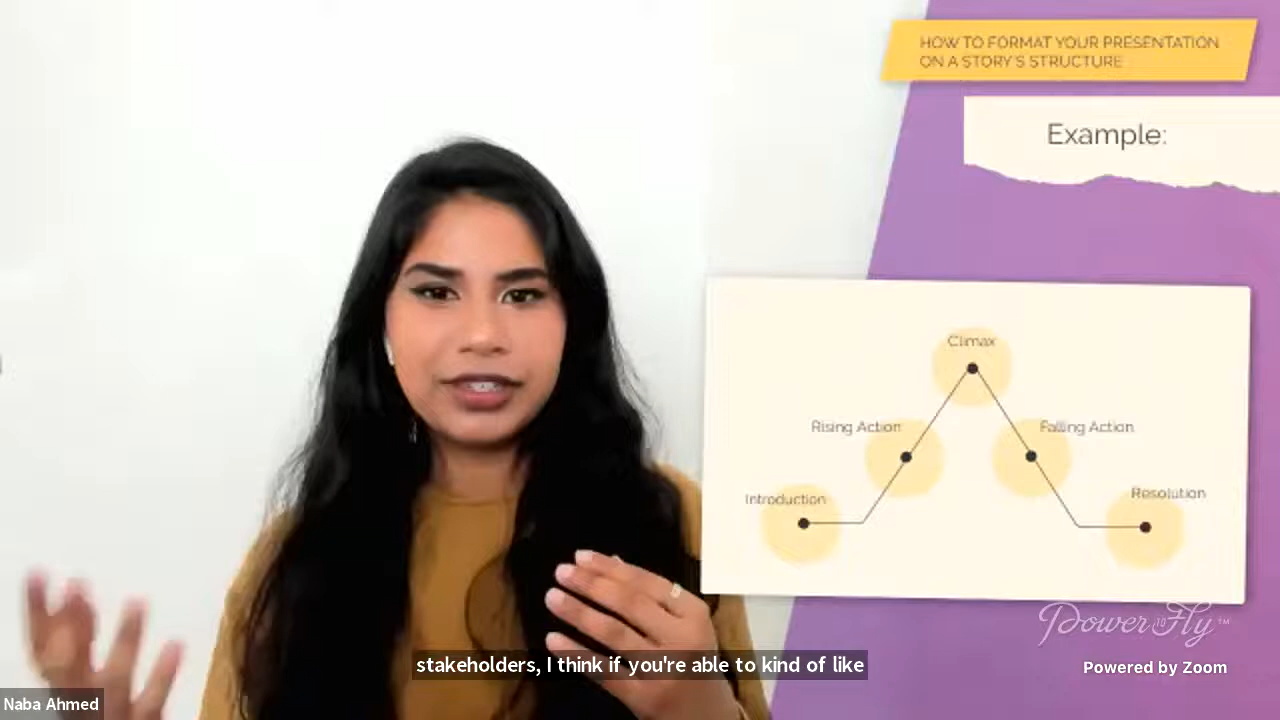 HOW TO FORMAT YOUR PRESENTATION
ON A STORY'S STRUCTURE
Example:
Climax
Rising Action
Falling Action
Introduction
Resolution
PowerToFly™
Powered by Zoom
stakeholders, I think if you're able to kind of like
Naba Ahmed